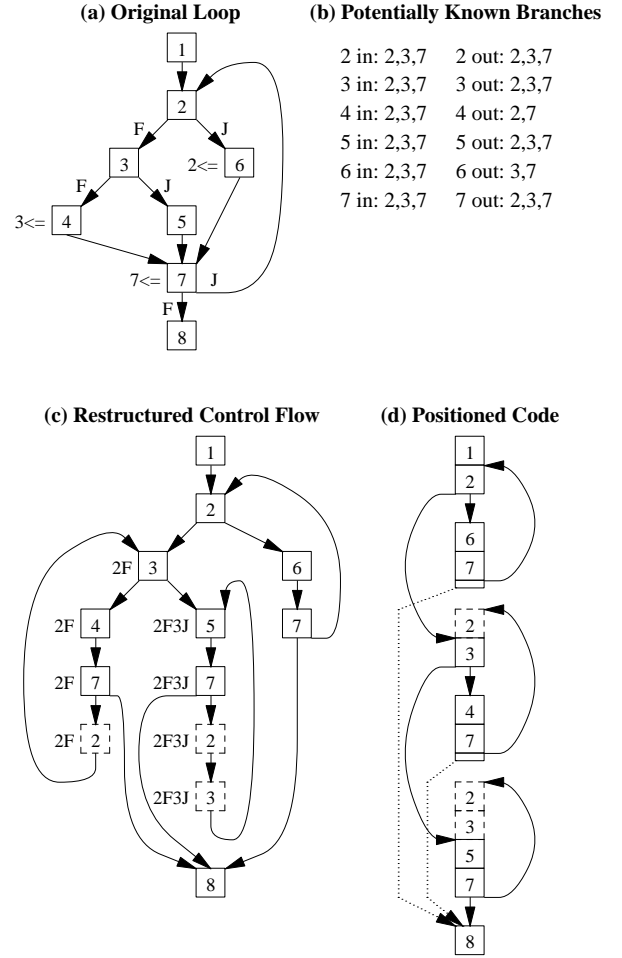 (a) Original Loop
(b) Potentially Known Branches
1
2
F J
3 2<= 6
F J
3<= 4 5
7<= 7 J
F
8
2 in: 2,3,7 2 out: 2,3,7
3 in: 2,3,7 3 out: 2,3,7
4 in: 2,3,7 4 out: 2,7
5 in: 2,3,7 5 out: 2,3,7
6 in: 2,3,7 6 out: 3,7
7 in: 2,3,7 7 out: 2,3,7
(c) Restructured Control Flow
1
2
2F 3 6
2F 4 2F3J 5 7
2F 7 2F3J 7
2F 2 2F3J 2
2F3J 3
8
(d) Positioned Code
1
2
6
7
2
3
4
7
2
3
5
7
8